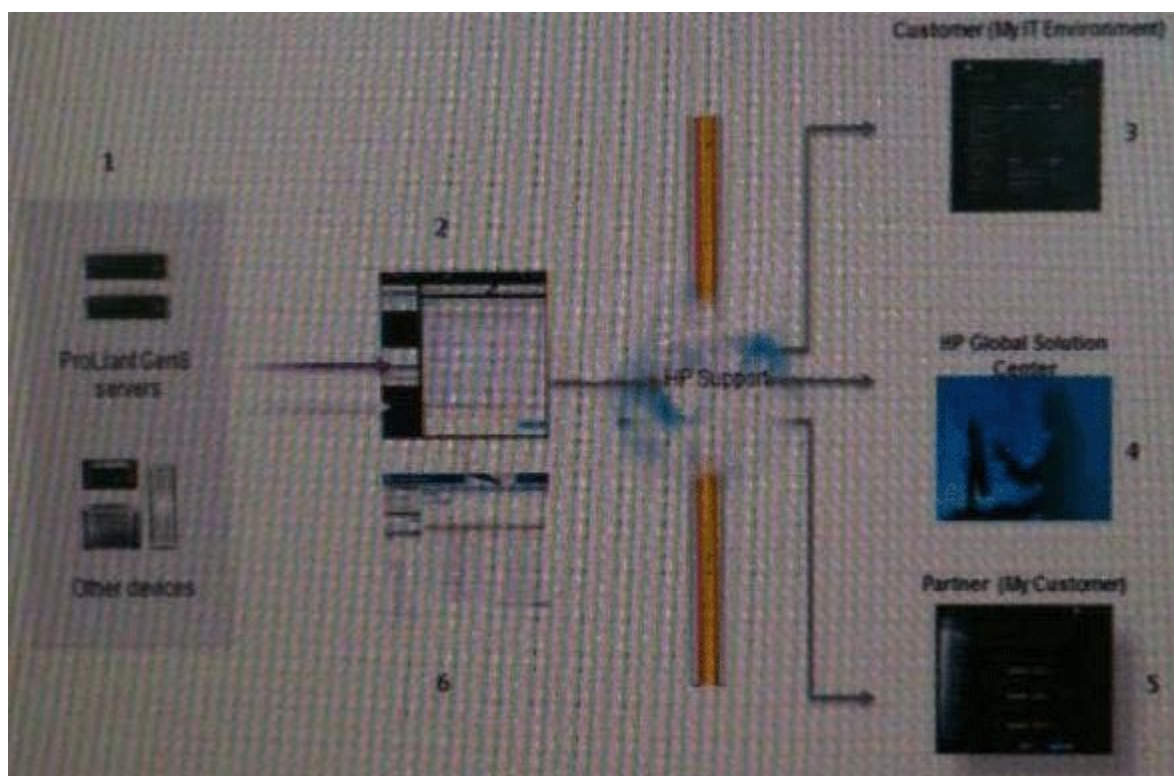 Customer (My IT Environment)
3
1
2
ProLiant Gen8
servers
HP Support
HP Global Solution
Center
4
Other devices
Partner (My Customer)
5
6